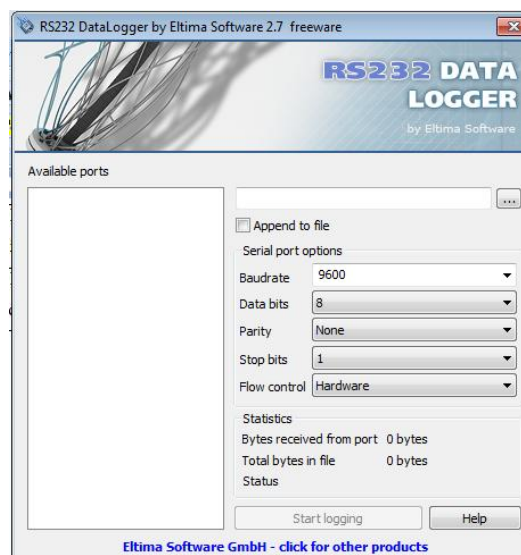 RS232 DataLogger by Eltima Software 2.7 freeware
RS232 DATA
LOGGER
by Eltima Software
Available ports
...
Append to file
Serial port options
Baudrate 9600
Data bits 8
Parity None
Stop bits 1
Flow control Hardware
Statistics
Bytes received from port 0 bytes
Total bytes in file 0 bytes
Status
Start logging Help
Eltima Software GmbH - click for other products